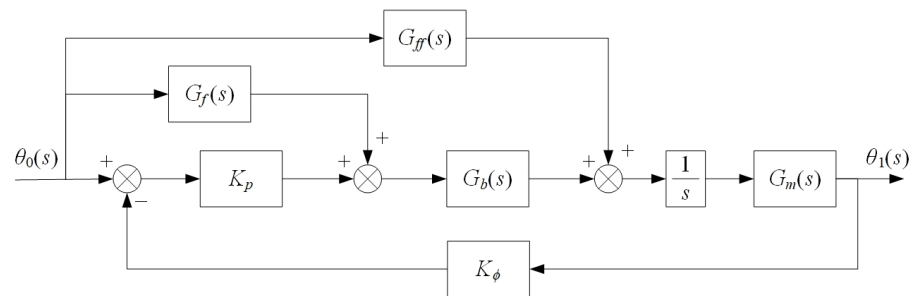 G_ff(s)
G_f(s)
θ_0(s)
+
K_p
+
+
G_b(s)
+
+
1
s
G_m(s)
θ_1(s)
−
K_ϕ